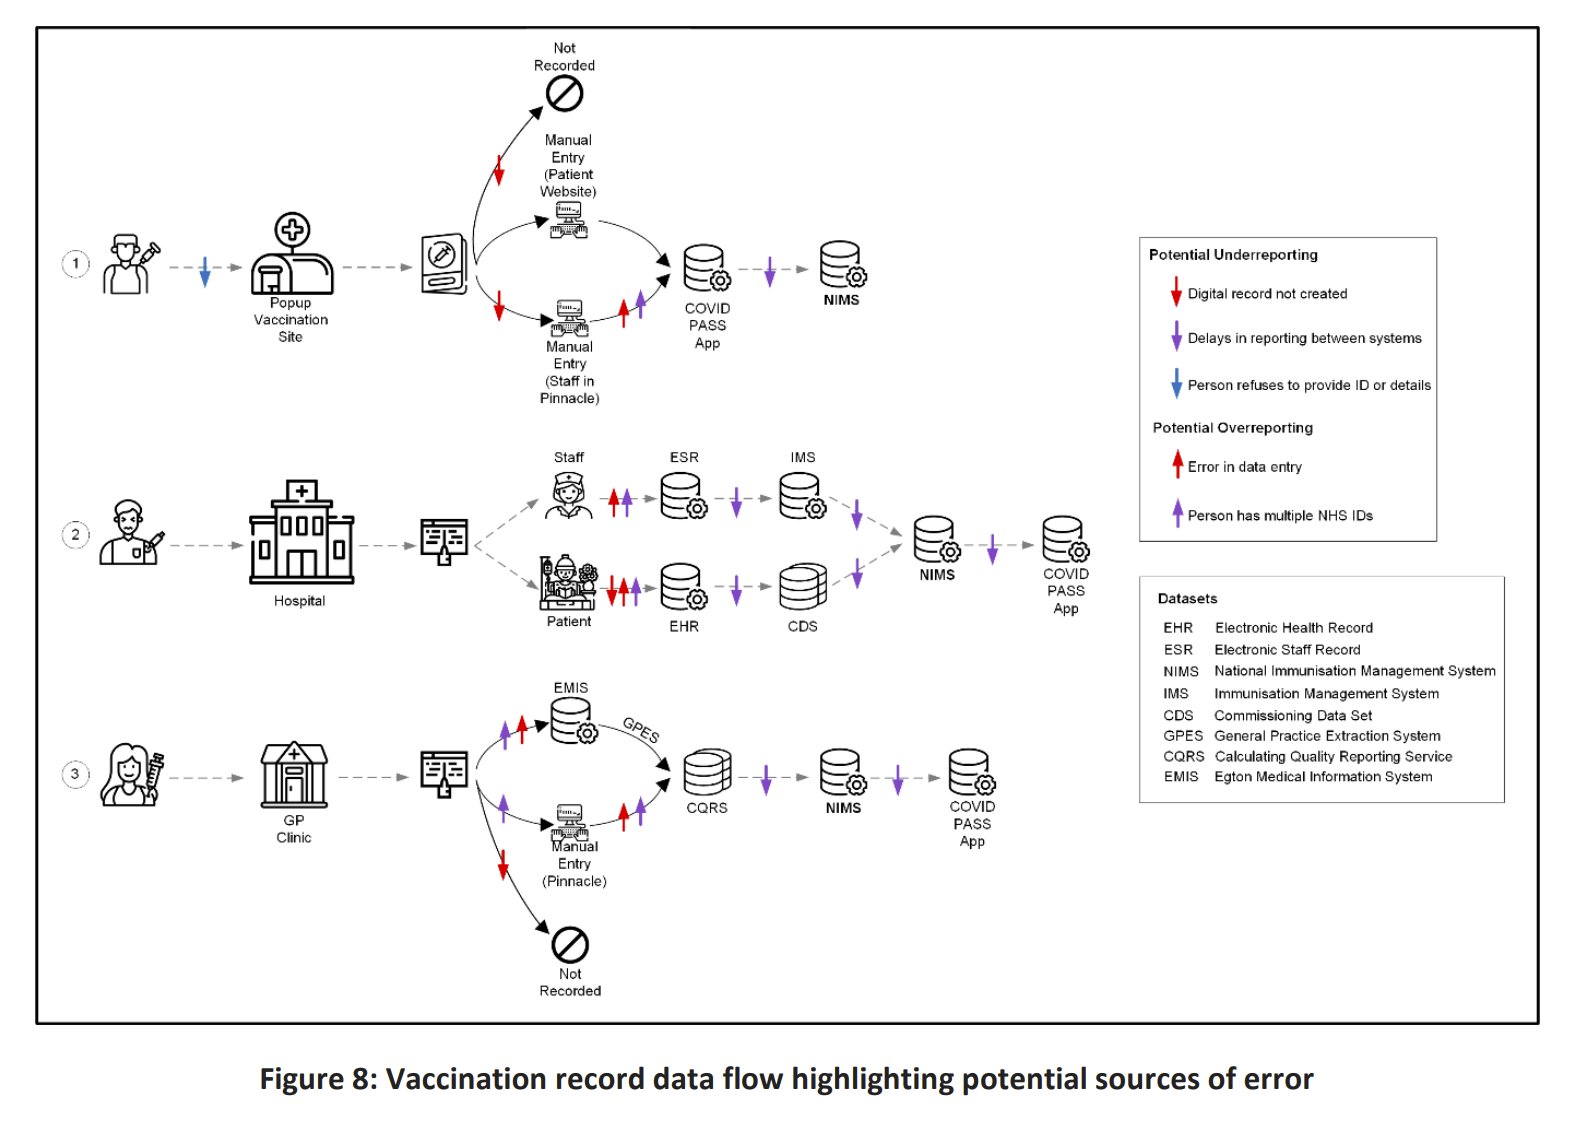 Not
Recorded
Manual
Entry
(Patient
Website)
1
Popup
Vaccination
Site
Manual
Entry
(Staff in
Pinnacle)
COVID
PASS
App
NIMS
Potential Underreporting
Digital record not created
Delays in reporting between systems
Person refuses to provide ID or details
Potential Overreporting
Error in data entry
Person has multiple NHS IDs
2
Hospital
Staff
ESR
IMS
Patient
EHR
CDS
NIMS
COVID
PASS
App
Datasets
EHR Electronic Health Record
ESR Electronic Staff Record
NIMS National Immunisation Management System
IMS Immunisation Management System
CDS Commissioning Data Set
GPES General Practice Extraction System
CQRS Calculating Quality Reporting Service
EMIS Egton Medical Information System
3
GP
Clinic
EMIS
GPES
Manual
Entry
(Pinnacle)
CQRS
NIMS
COVID
PASS
App
Not
Recorded
Figure 8: Vaccination record data flow highlighting potential sources of error